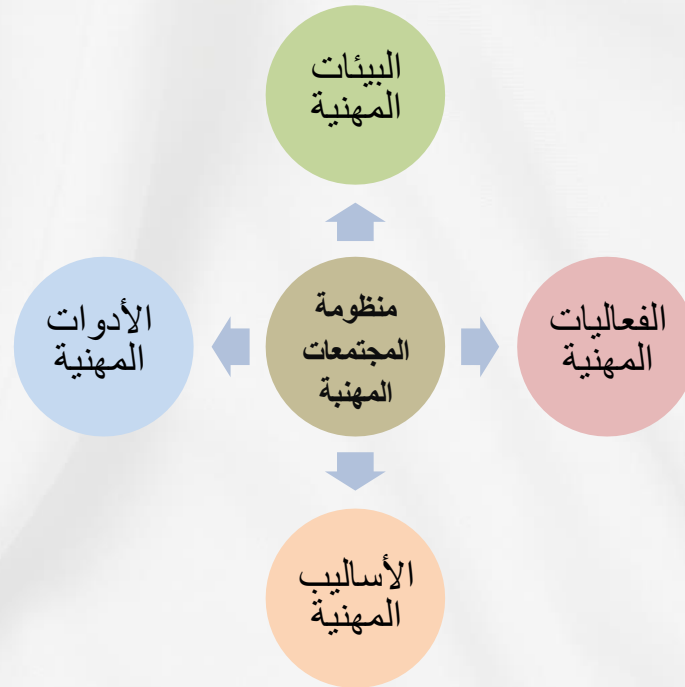 البيئات
المهنية
الفعاليات
المهنية
منظومة
المجتمعات
المهنبة
الأدوات
المهنية
الأساليب
المهنية